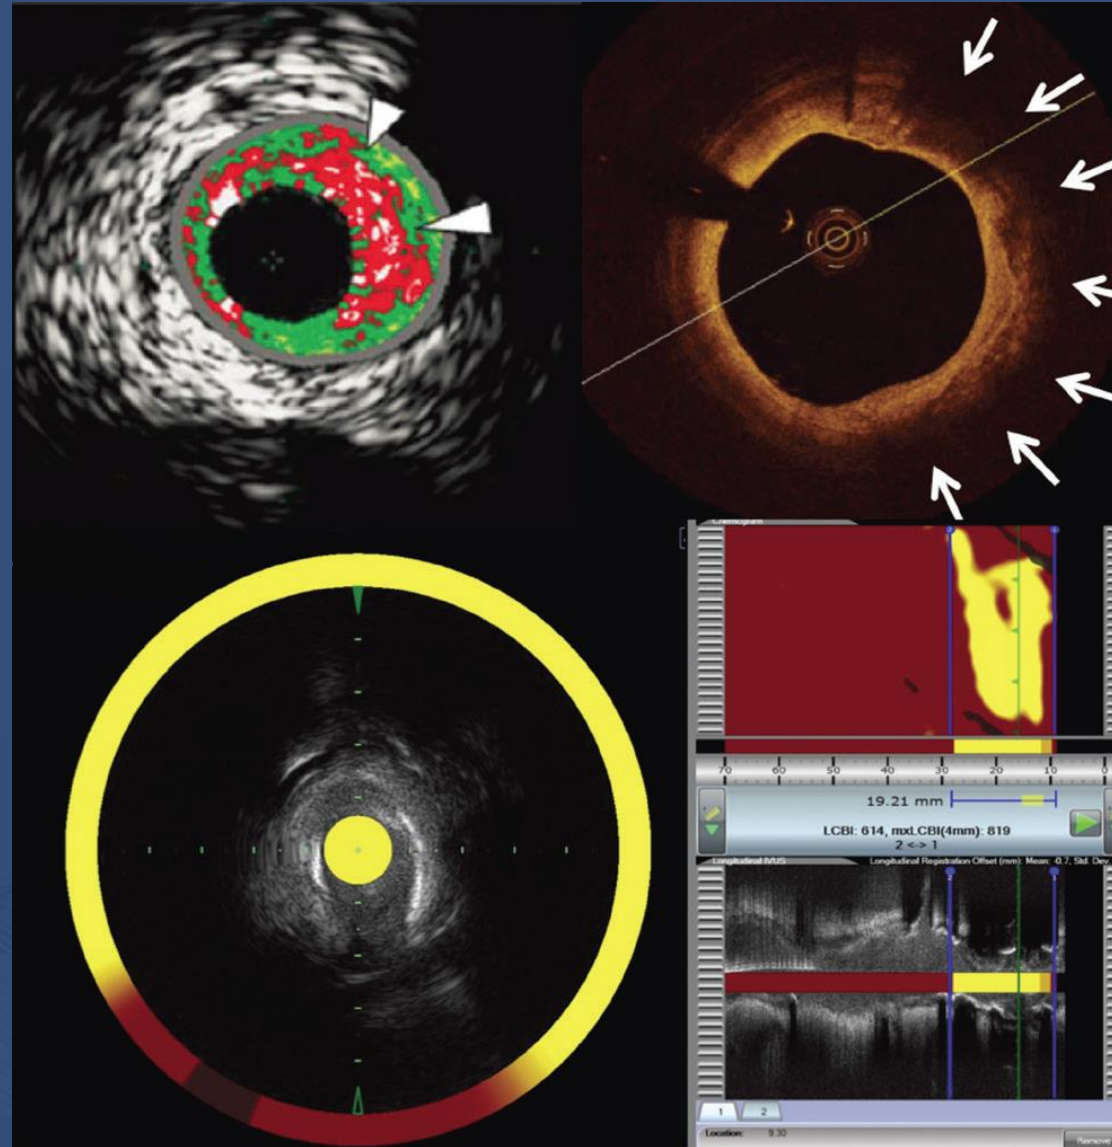 Chemogram
70 60 50 40 30 20 10 0
19.21 mm
LCBI: 614, mxLCBI(4mm): 819
2 <-> 1
Longitudinal IVUS
Longitudinal Registration Offset (mm): Mean: -0.7, Std. Dev
1 2
Location: 9.30
Remove